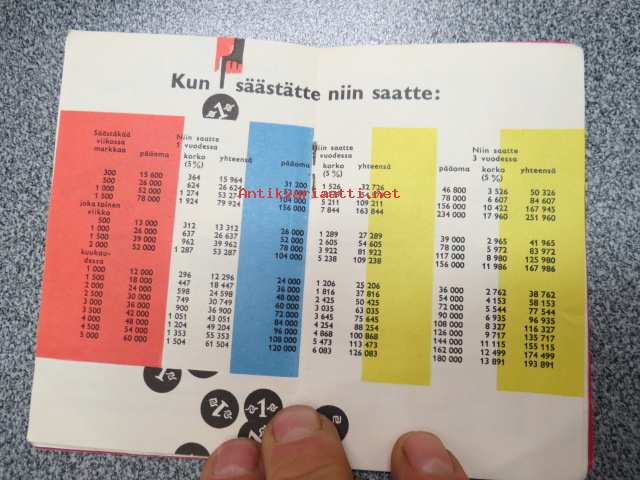 Kun säästätte niin saatte:
Säästäkää viikossa markkaa pääoma Niin saatte 1 vuodessa korko (5 %) yhteensä pääoma Niin saatte 2 vuodessa korko (5 %) yhteensä pääoma Niin saatte 3 vuodessa korko (5 %) yhteensä
300 15 600 364 15 964 31 200 1 526 32 726 46 800 3 526 50 326
500 26 000 624 26 624 78 000 6 607 84 607
1 000 52 000 1 274 53 27 104 000 5 211 109 211 156 000 10 422 167 945
1 500 78 000 1 924 79 924 156 000 7 844 163 844 234 000 17 960 251 960
joka toinen viikko
500 13 000 312 13 312 26 000 1 289 27 289 39 000 2 965 41 965
1 000 26 000 637 26 637 52 000 2 605 54 605 78 000 5 972 83 972
1 500 39 000 962 39 962 78 000 3 922 81 922 117 000 8 980 125 980
2 000 52 000 1 287 53 287 104 000 5 238 109 238 156 000 11 986 167 986
kuukaudessa
1 000 12 000 296 12 296 24 000 1 206 25 206 36 000 2 762 38 762
1 500 18 000 447 18 447 36 000 1 816 37 816 54 000 4 153 58 153
2 000 24 000 598 24 598 48 000 2 425 50 425 72 000 5 544 77 544
2 500 30 000 749 30 749 60 000 3 035 63 035 90 000 6 935 96 935
3 000 36 000 900 36 900 72 000 3 645 75 645 108 000 8 327 116 327
3 500 42 000 1 051 43 051 84 000 4 254 88 254 126 000 9 717 135 717
4 000 48 000 1 204 49 204 96 000 4 868 100 868 144 000 11 115 155 115
4 500 54 000 1 353 55 353 108 000 5 473 113 473 162 000 12 499 174 499
5 000 60 000 1 504 61 504 120 000 6 083 126 083 180 000 13 891 193 891
Antikvariaatti.net